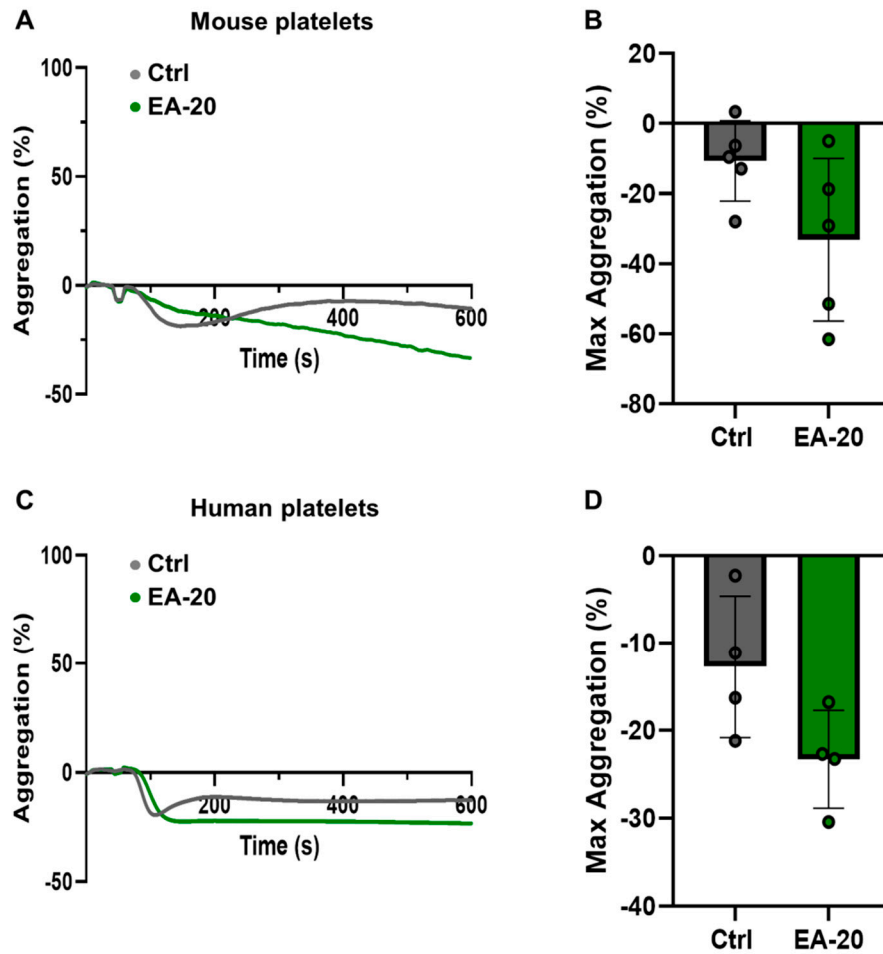 A
Mouse platelets
Ctrl
EA-20
100
50
0
-50
Aggregation (%)
200
400
600
Time (s)
B
20
0
-20
-40
-60
-80
Max Aggregation (%)
Ctrl
EA-20
C
Human platelets
Ctrl
EA-20
100
50
0
-50
Aggregation (%)
200
400
600
Time (s)
D
0
-10
-20
-30
-40
Max Aggregation (%)
Ctrl
EA-20